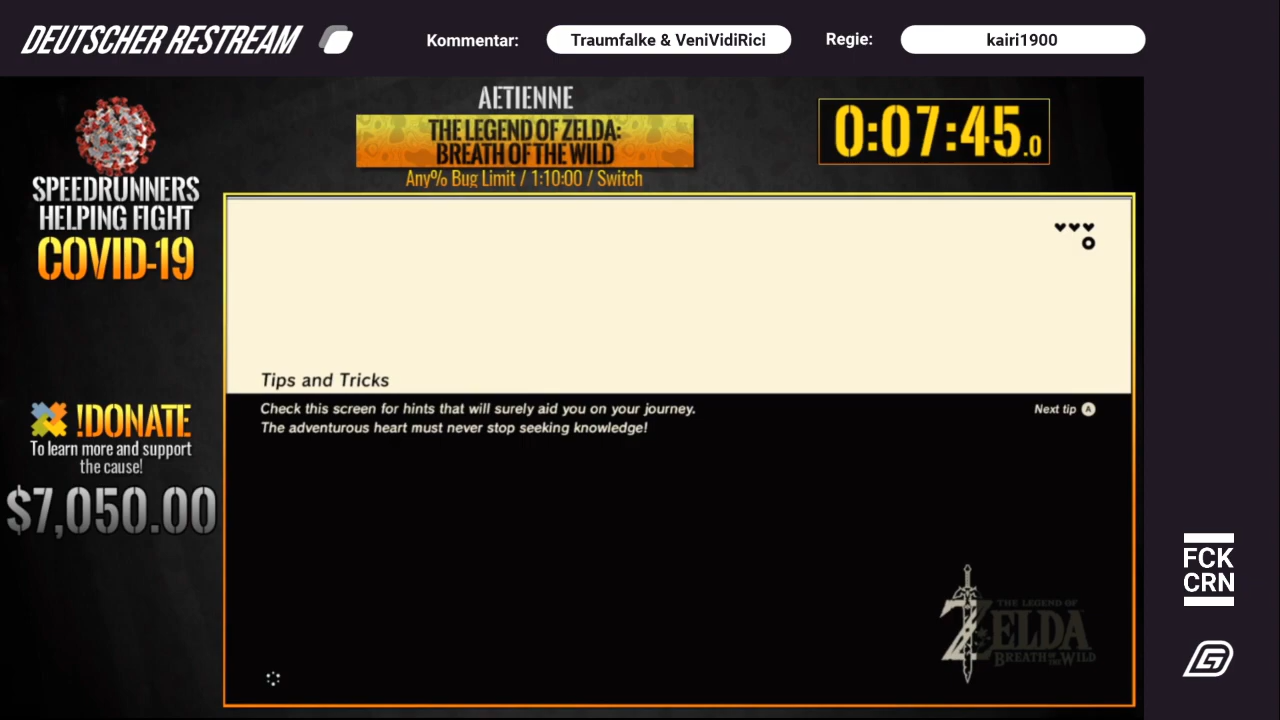 DEUTSCHER RESTREAM
Kommentar:
Traumfalke & VeniVidiRici
Regie:
kairi1900
AETIENNE
THE LEGEND OF ZELDA:
BREATH OF THE WILD
Any% Bug Limit / 1:10:00 / Switch
0:07:45.0
SPEEDRUNNERS
HELPING FIGHT
COVID-19
Tips and Tricks
Check this screen for hints that will surely aid you on your journey.
The adventurous heart must never stop seeking knowledge!
Next tip A
!DONATE
To learn more and support
the cause!
$7,050.00
THE LEGEND OF
ZELDA
BREATH OF THE WILD
FCK
CRN